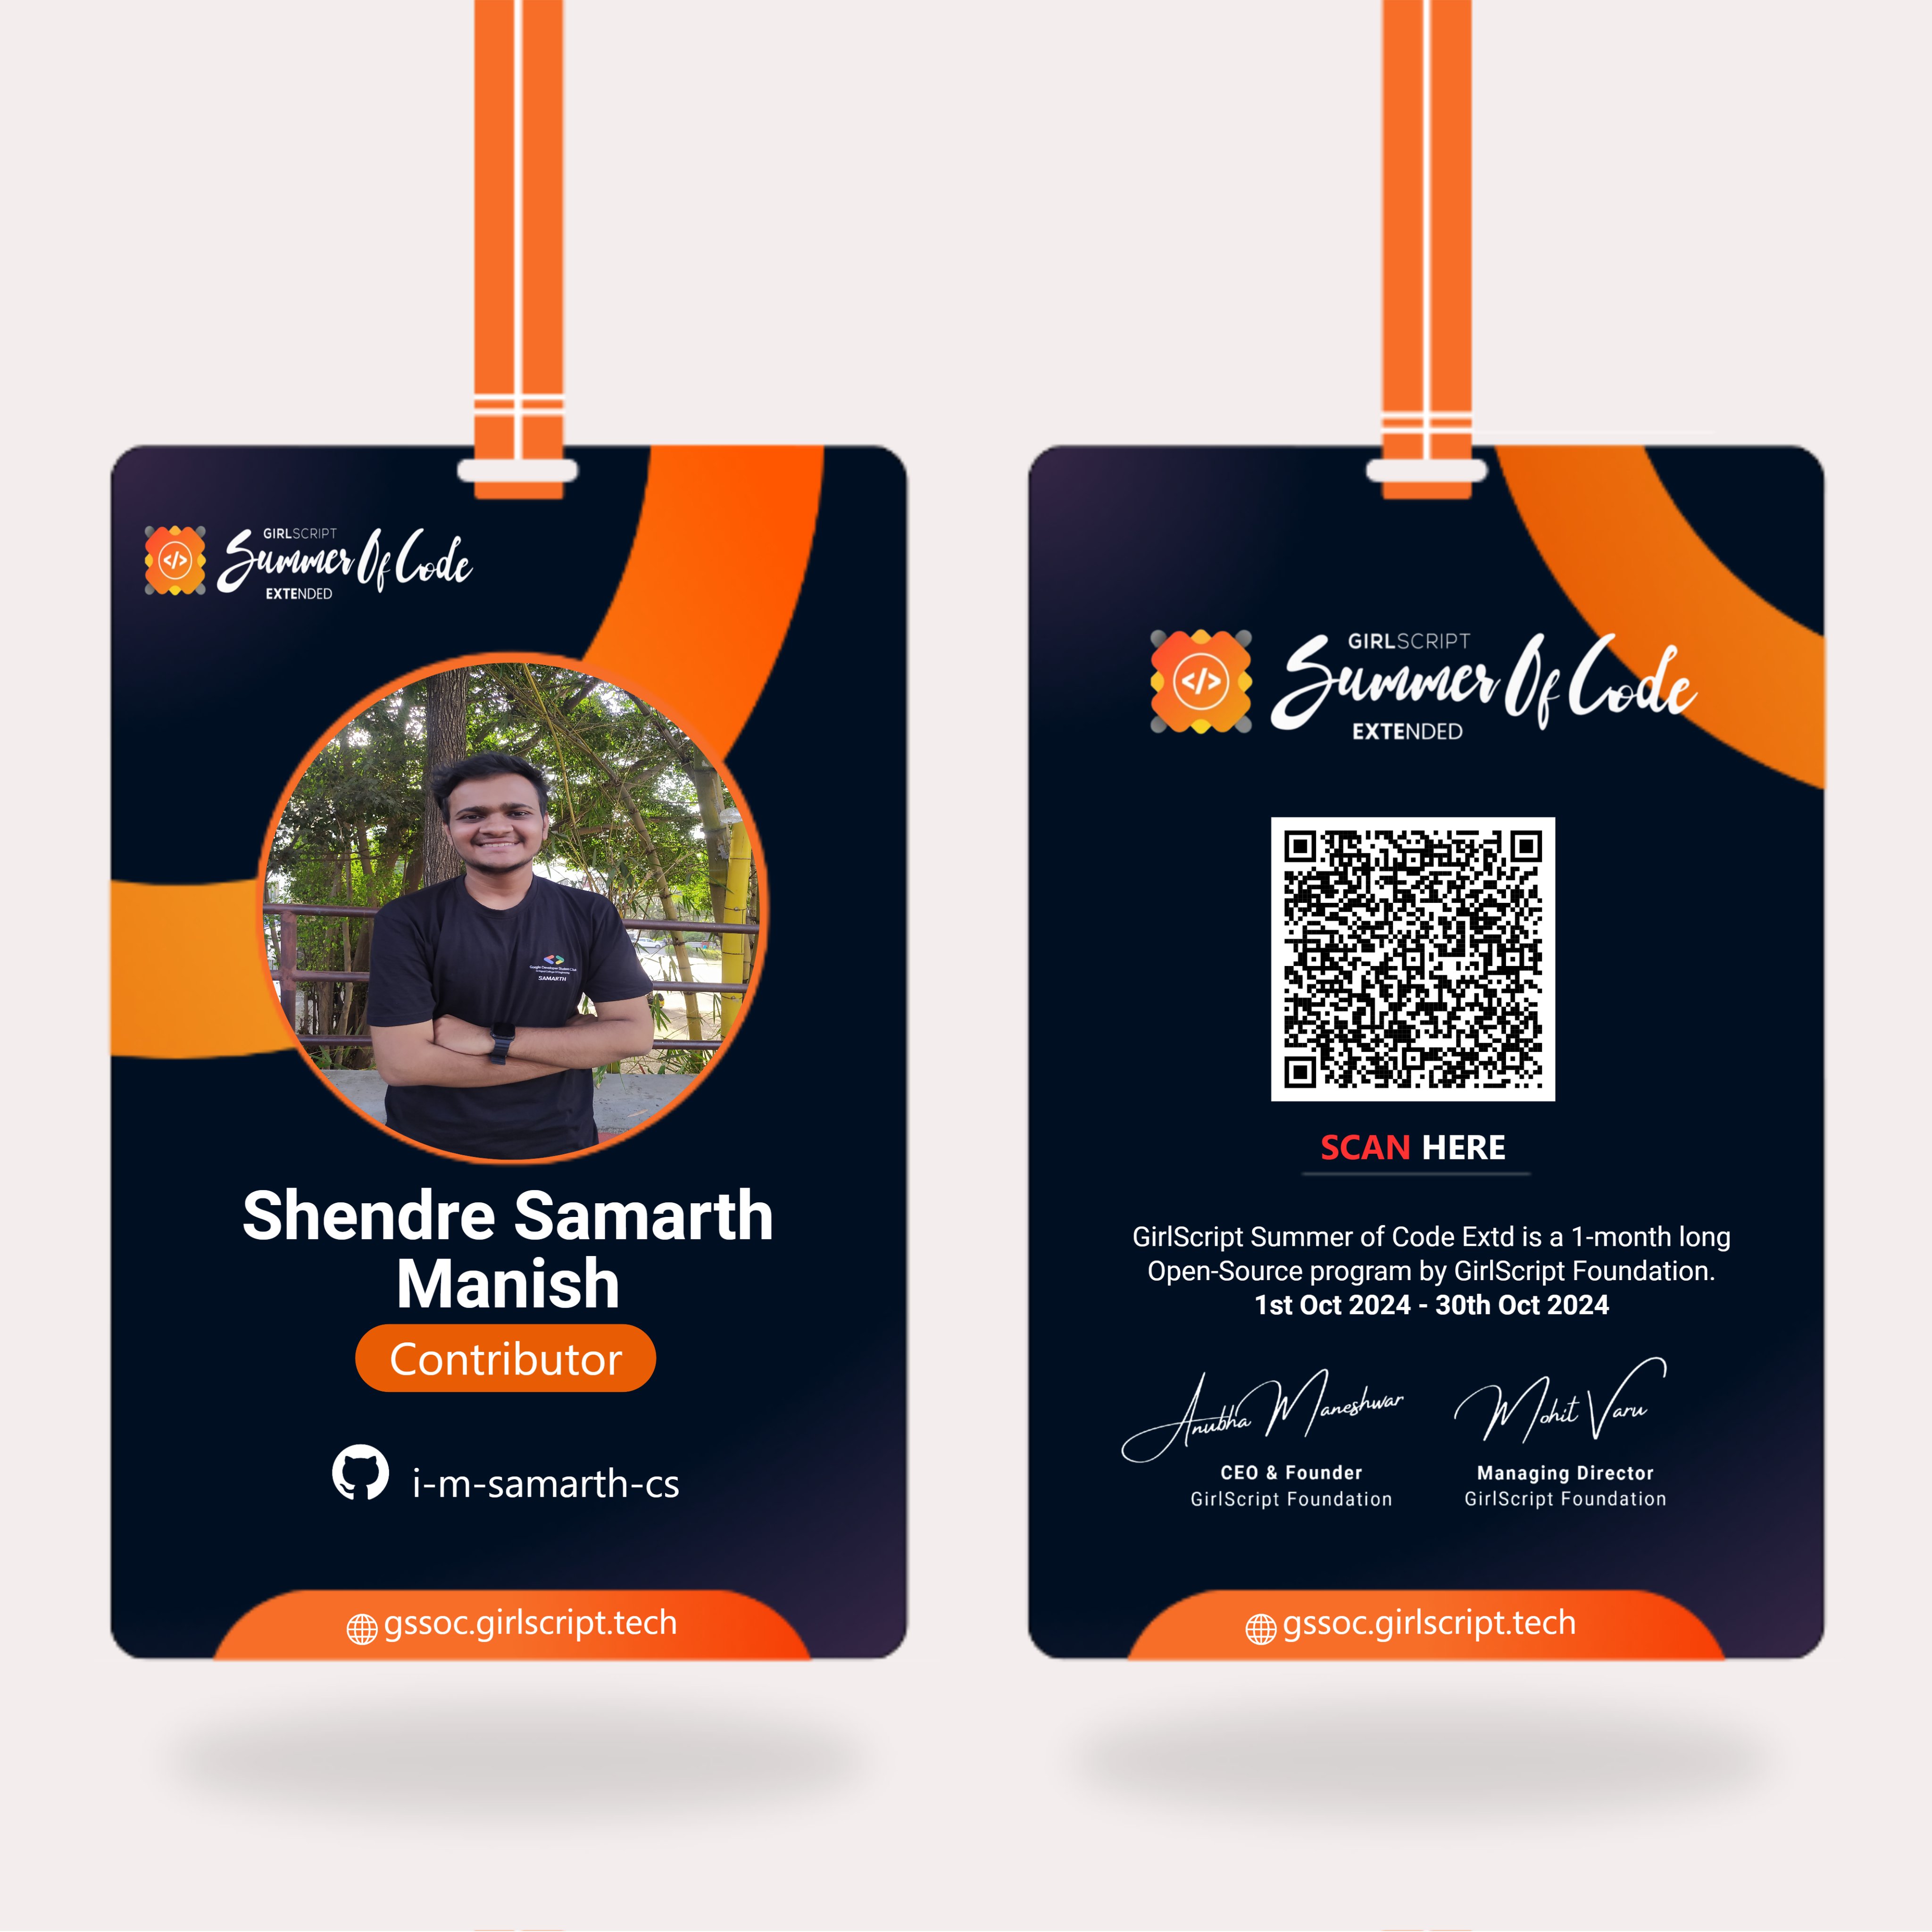 GIRLSCRIPT
Summer Of Code
EXTENDED
</>
SAMARTH
Shendre Samarth
Manish
Contributor
i-m-samarth-cs
gssoc.girlscript.tech
GIRLSCRIPT
Summer Of Code
EXTENDED
</>
SCAN HERE
GirlScript Summer of Code Extd is a 1-month long
Open-Source program by GirlScript Foundation.
1st Oct 2024 - 30th Oct 2024
Anubha Maneshwar
CEO & Founder
GirlScript Foundation
Mohit Varu
Managing Director
GirlScript Foundation
gssoc.girlscript.tech